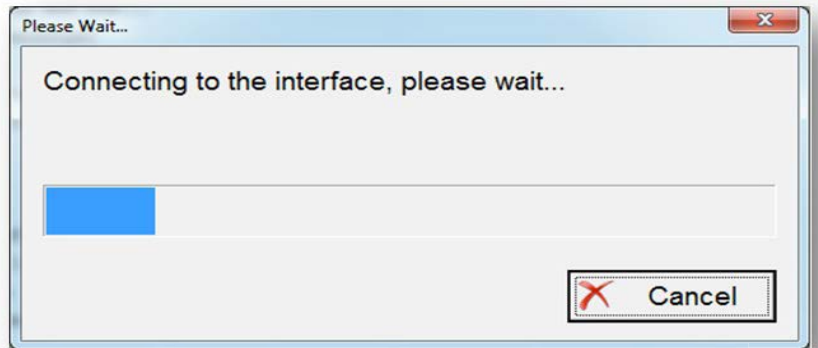 Please Wait...
Connecting to the interface, please wait...
Cancel